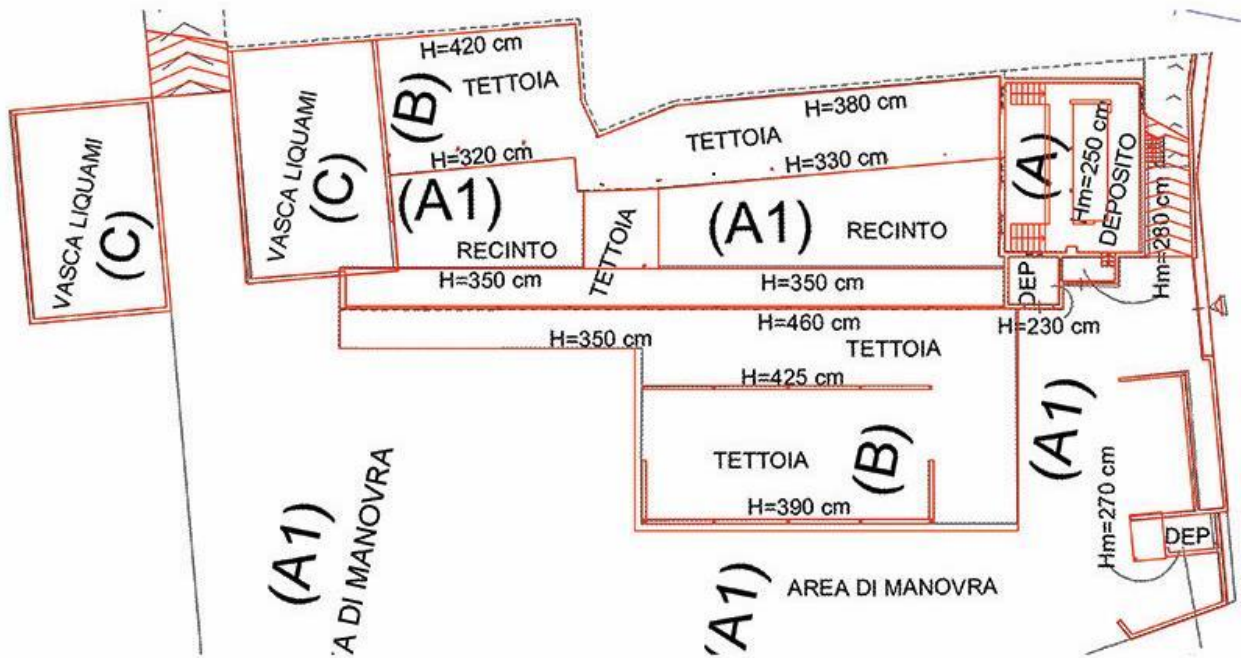 H=420 cm
TETTOIA
(B)
H=320 cm
VASCA LIQUAMI
(C)
VASCA LIQUAMI
(C)
H=380 cm
TETTOIA
H=330 cm
(A)
Hm=250 cm
DEPOSITO
Hm=280 cm
(A1)
RECINTO
TETTOIA
(A1)
RECINTO
H=350 cm
H=350 cm
DEP
H=230 cm
H=460 cm
H=350 cm
TETTOIA
H=425 cm
(A1)
TETTOIA
(B)
H=390 cm
Hm=270 cm
DEP
(A1)
A DI MANOVRA
(A1)
AREA DI MANOVRA